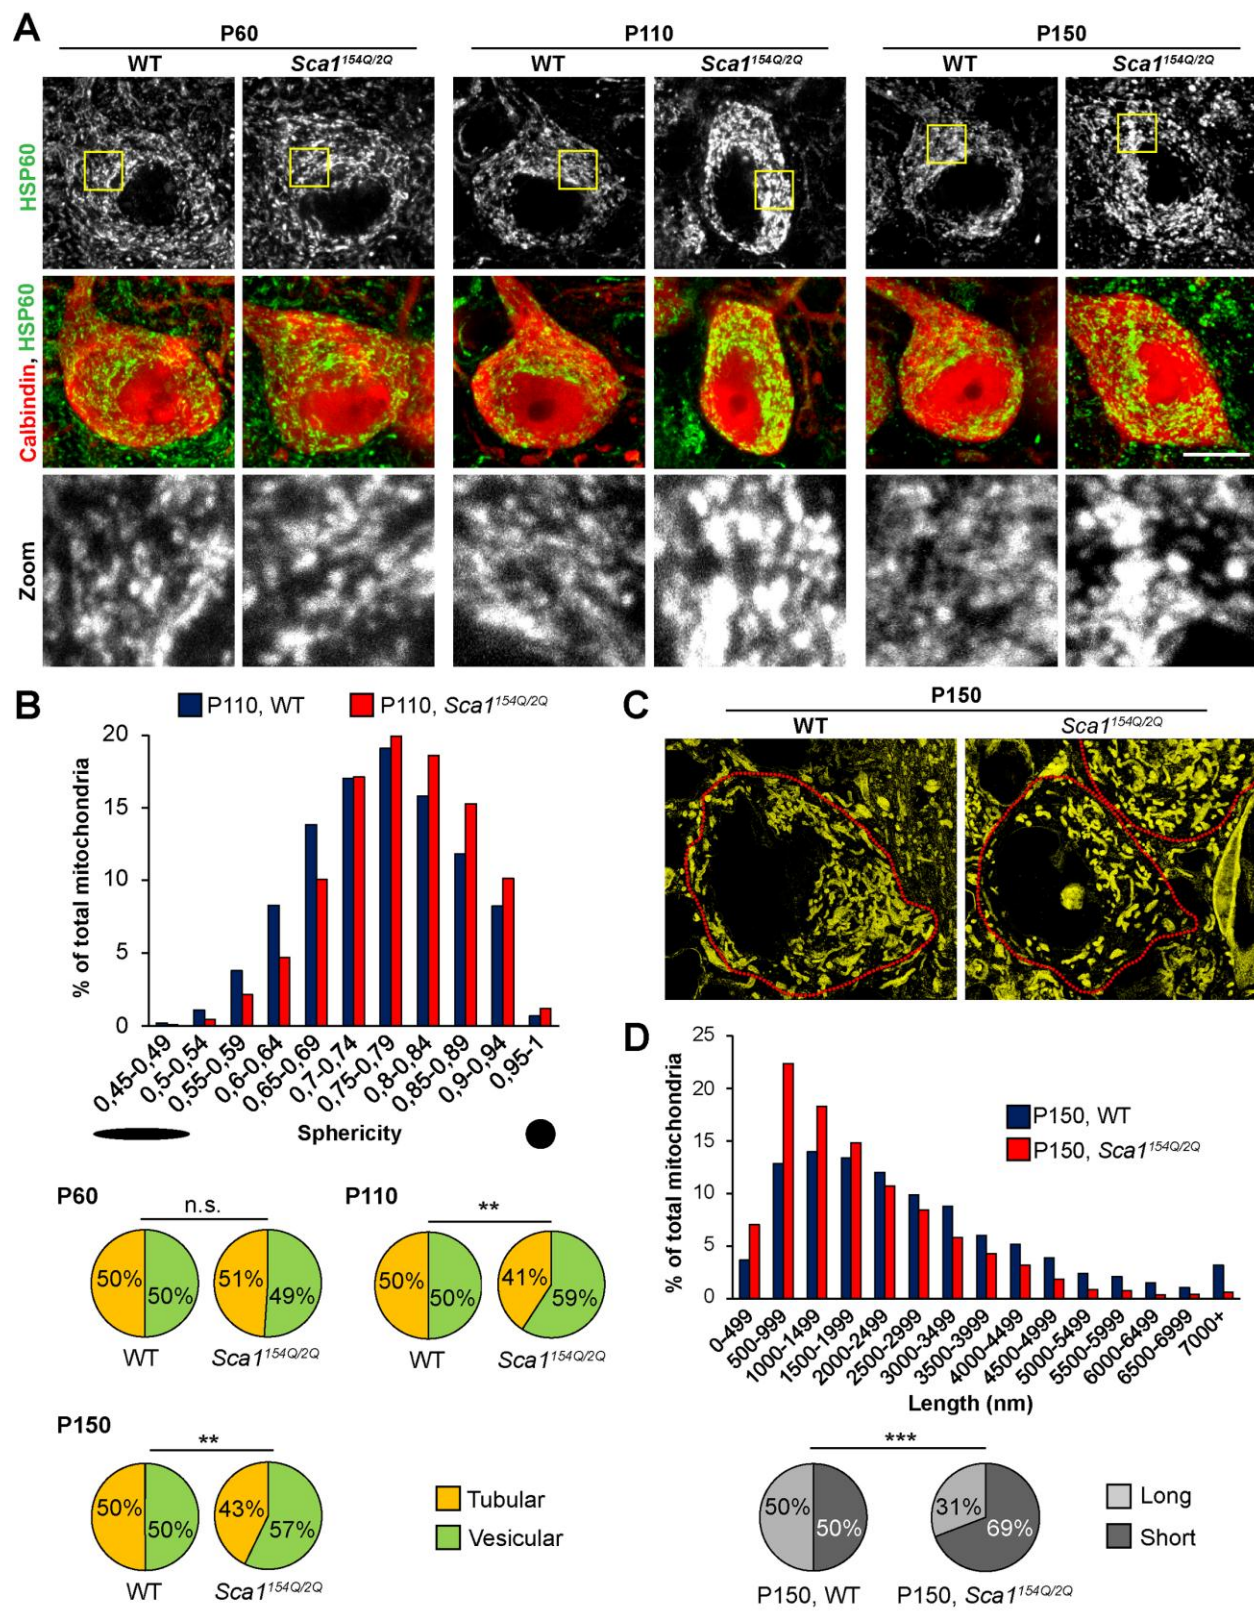 A
P60
P110
P150
WT
Sca1154Q/2Q
WT
Sca1154Q/2Q
WT
Sca1154Q/2Q
HSP60
Calbindin, HSP60
Zoom
B
P110, WT
P110, Sca1154Q/2Q
% of total mitochondria
20
15
10
5
0
0,45-0,49
0,5-0,54
0,55-0,59
0,6-0,64
0,65-0,69
0,7-0,74
0,75-0,79
0,8-0,84
0,85-0,89
0,9-0,94
0,95-1
Sphericity
P60
n.s.
50%
50%
51%
49%
WT
Sca1154Q/2Q
P110
**
50%
50%
41%
59%
WT
Sca1154Q/2Q
P150
**
50%
50%
43%
57%
WT
Sca1154Q/2Q
Tubular
Vesicular
C
P150
WT
Sca1154Q/2Q
D
% of total mitochondria
25
20
15
10
5
0
P150, WT
P150, Sca1154Q/2Q
0-499
500-999
1000-1499
1500-1999
2000-2499
2500-2999
3000-3499
3500-3999
4000-4499
4500-4999
5000-5499
5500-5999
6000-6499
6500-6999
7000+
Length (nm)
***
50%
50%
31%
69%
P150, WT
P150, Sca1154Q/2Q
Long
Short